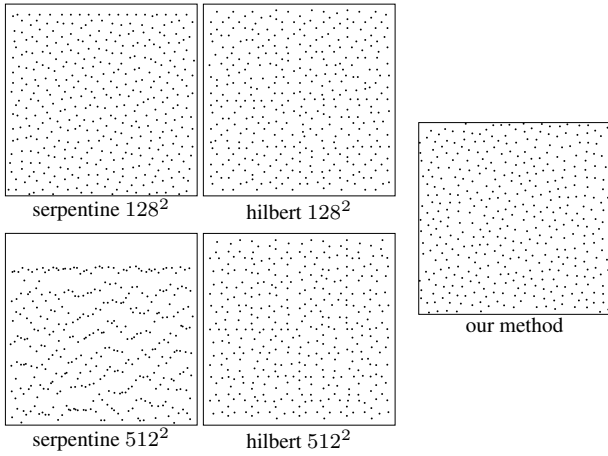 serpentine 128²
hilbert 128²
our method
serpentine 512²
hilbert 512²